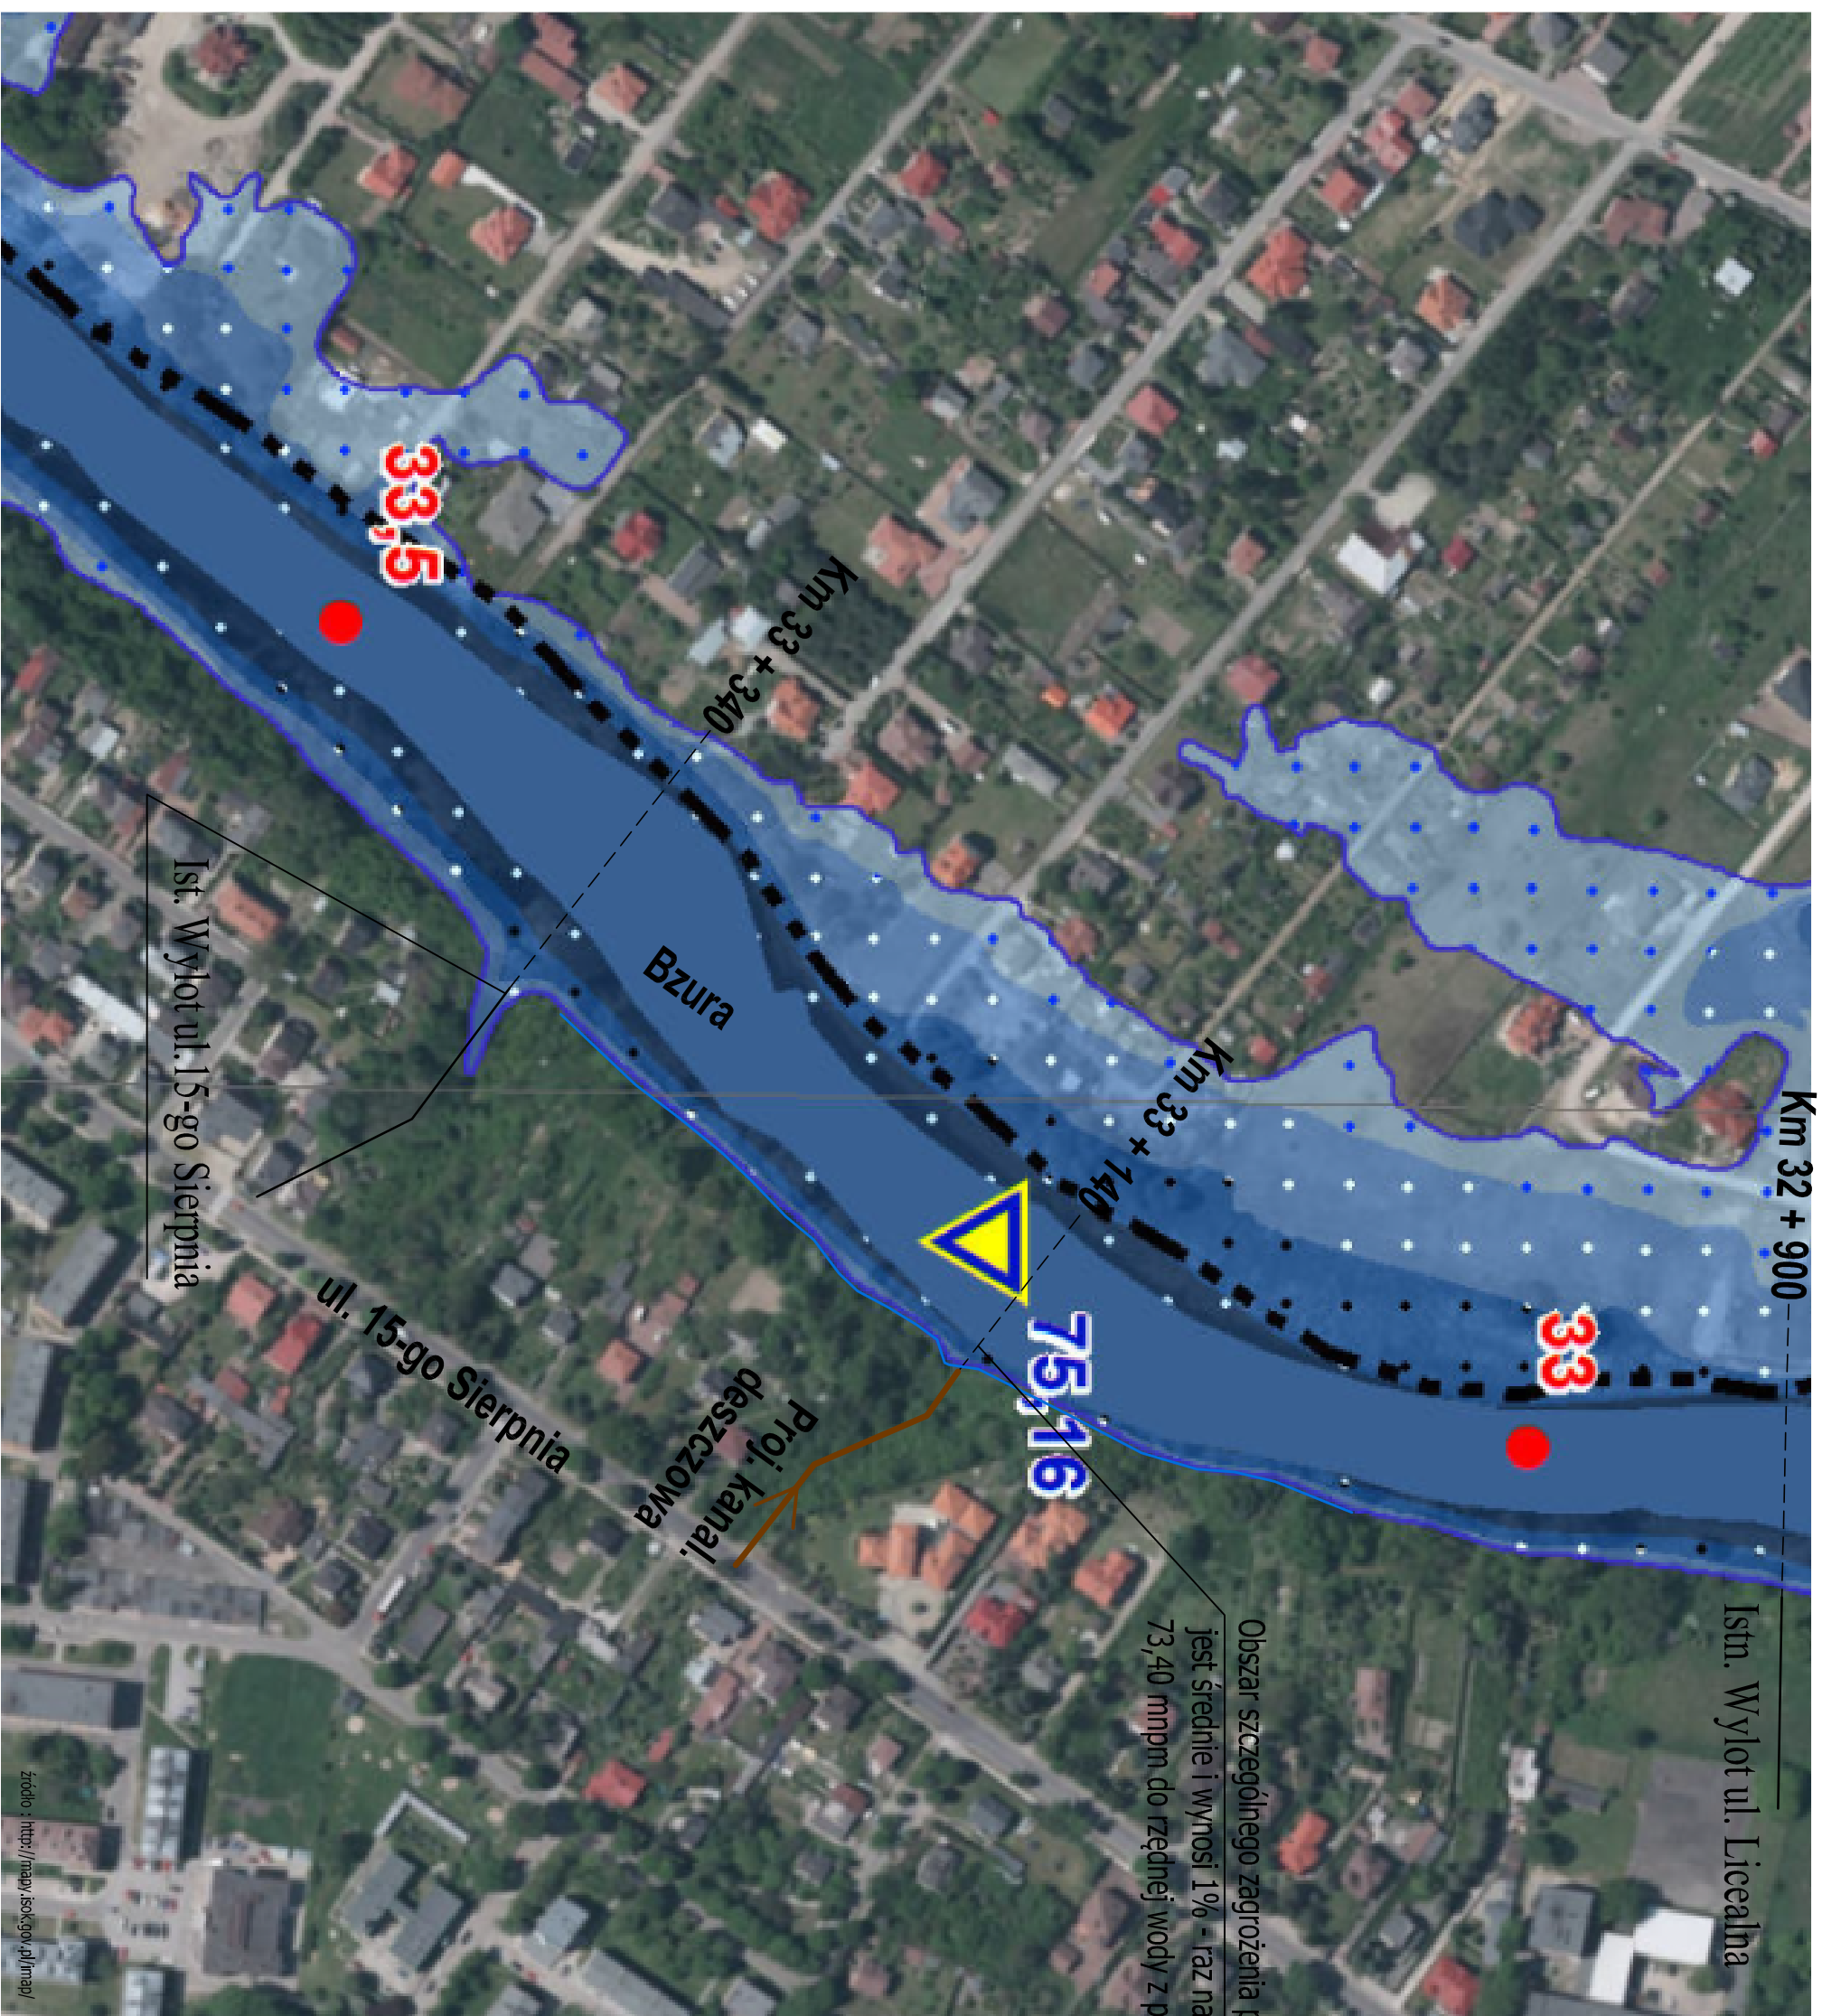 Km 32 + 900
Istn. Wylot ul. Licealna
33
Km 33 + 140
Obszar szczególnego zagrożenia
jest średnie i wynosi 1% - raz na
73,40 mnpm do rzędnej wody z
75,116
Km 33 + 340
Bzura
Proj. kanal.
deszczowa
ul. 15-go Sierpnia
33,5
Ist. Wylot ul.15-go Sierpnia
źródło : http://mapy.isok.gov.pl/imap/